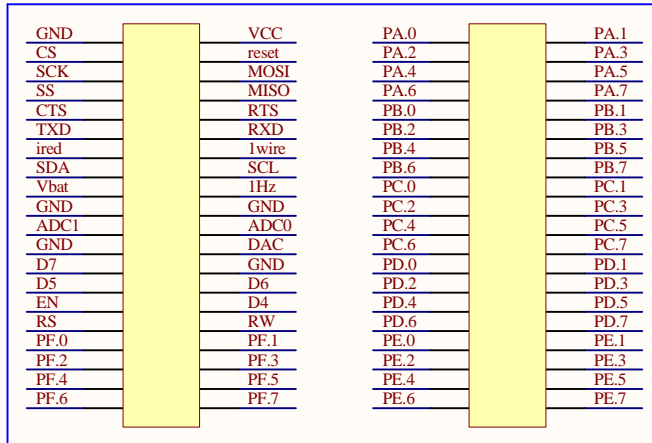 GND VCC PA.0 PA.1
CS reset PA.2 PA.3
SCK MOSI PA.4 PA.5
SS MISO PA.6 PA.7
CTS RTS PB.0 PB.1
TXD RXD PB.2 PB.3
ired 1wire PB.4 PB.5
SDA SCL PB.6 PB.7
Vbat 1Hz PC.0 PC.1
GND GND PC.2 PC.3
ADC1 ADC0 PC.4 PC.5
GND DAC PC.6 PC.7
D7 GND PD.0 PD.1
D5 D6 PD.2 PD.3
EN D4 PD.4 PD.5
RS RW PD.6 PD.7
PF.0 PF.1 PE.0 PE.1
PF.2 PF.3 PE.2 PE.3
PF.4 PF.5 PE.4 PE.5
PF.6 PF.7 PE.6 PE.7